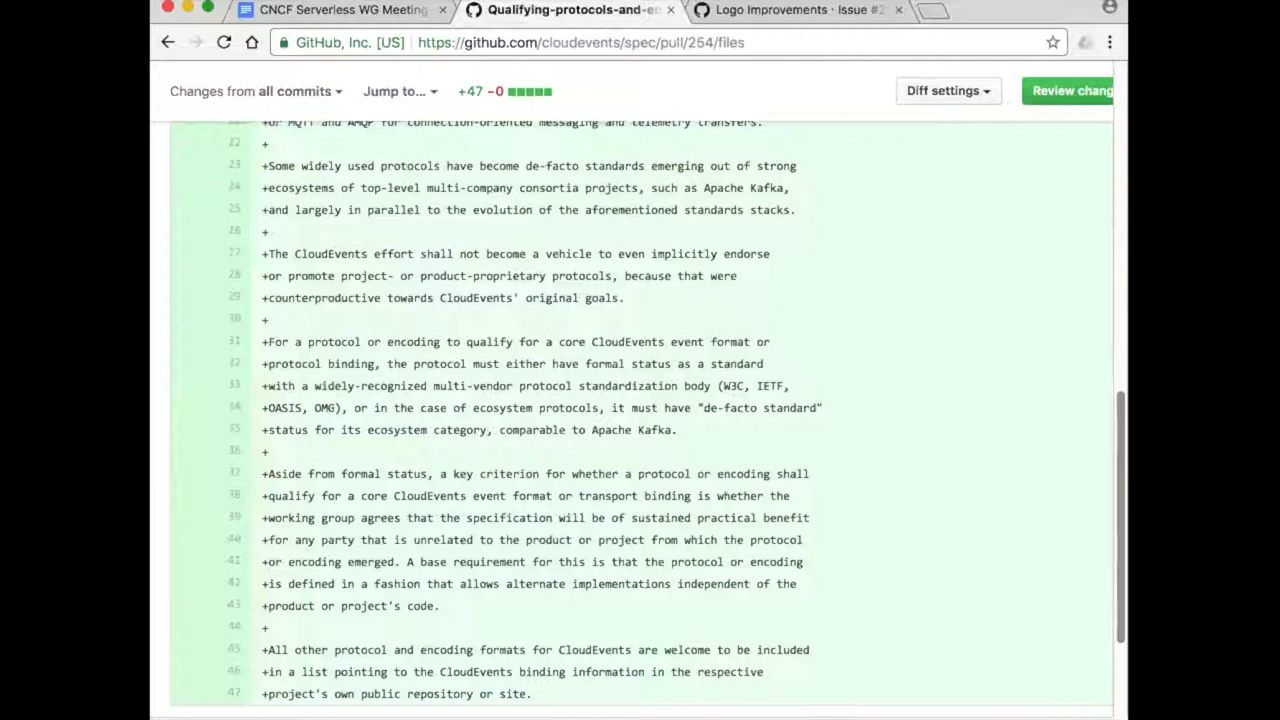 CNCF Serverless WG Meeting
Qualifying-protocols-and-en
Logo Improvements · Issue #2
GitHub, Inc. [US] https://github.com/cloudevents/spec/pull/254/files
Changes from all commits Jump to... +47 −0 Diff settings Review chang
+or MQTT and AMQP for connection-oriented messaging and telemetry transfers.
22 +
23 +Some widely used protocols have become de-facto standards emerging out of strong
24 +ecosystems of top-level multi-company consortia projects, such as Apache Kafka,
25 +and largely in parallel to the evolution of the aforementioned standards stacks.
26 +
27 +The CloudEvents effort shall not become a vehicle to even implicitly endorse
28 +or promote project- or product-proprietary protocols, because that were
29 +counterproductive towards CloudEvents' original goals.
30 +
31 +For a protocol or encoding to qualify for a core CloudEvents event format or
32 +protocol binding, the protocol must either have formal status as a standard
33 +with a widely-recognized multi-vendor protocol standardization body (W3C, IETF,
34 +OASIS, OMG), or in the case of ecosystem protocols, it must have "de-facto standard"
35 +status for its ecosystem category, comparable to Apache Kafka.
36 +
37 +Aside from formal status, a key criterion for whether a protocol or encoding shall
38 +qualify for a core CloudEvents event format or transport binding is whether the
39 +working group agrees that the specification will be of sustained practical benefit
40 +for any party that is unrelated to the product or project from which the protocol
41 +or encoding emerged. A base requirement for this is that the protocol or encoding
42 +is defined in a fashion that allows alternate implementations independent of the
43 +product or project's code.
44 +
45 +All other protocol and encoding formats for CloudEvents are welcome to be included
46 +in a list pointing to the CloudEvents binding information in the respective
47 +project's own public repository or site.